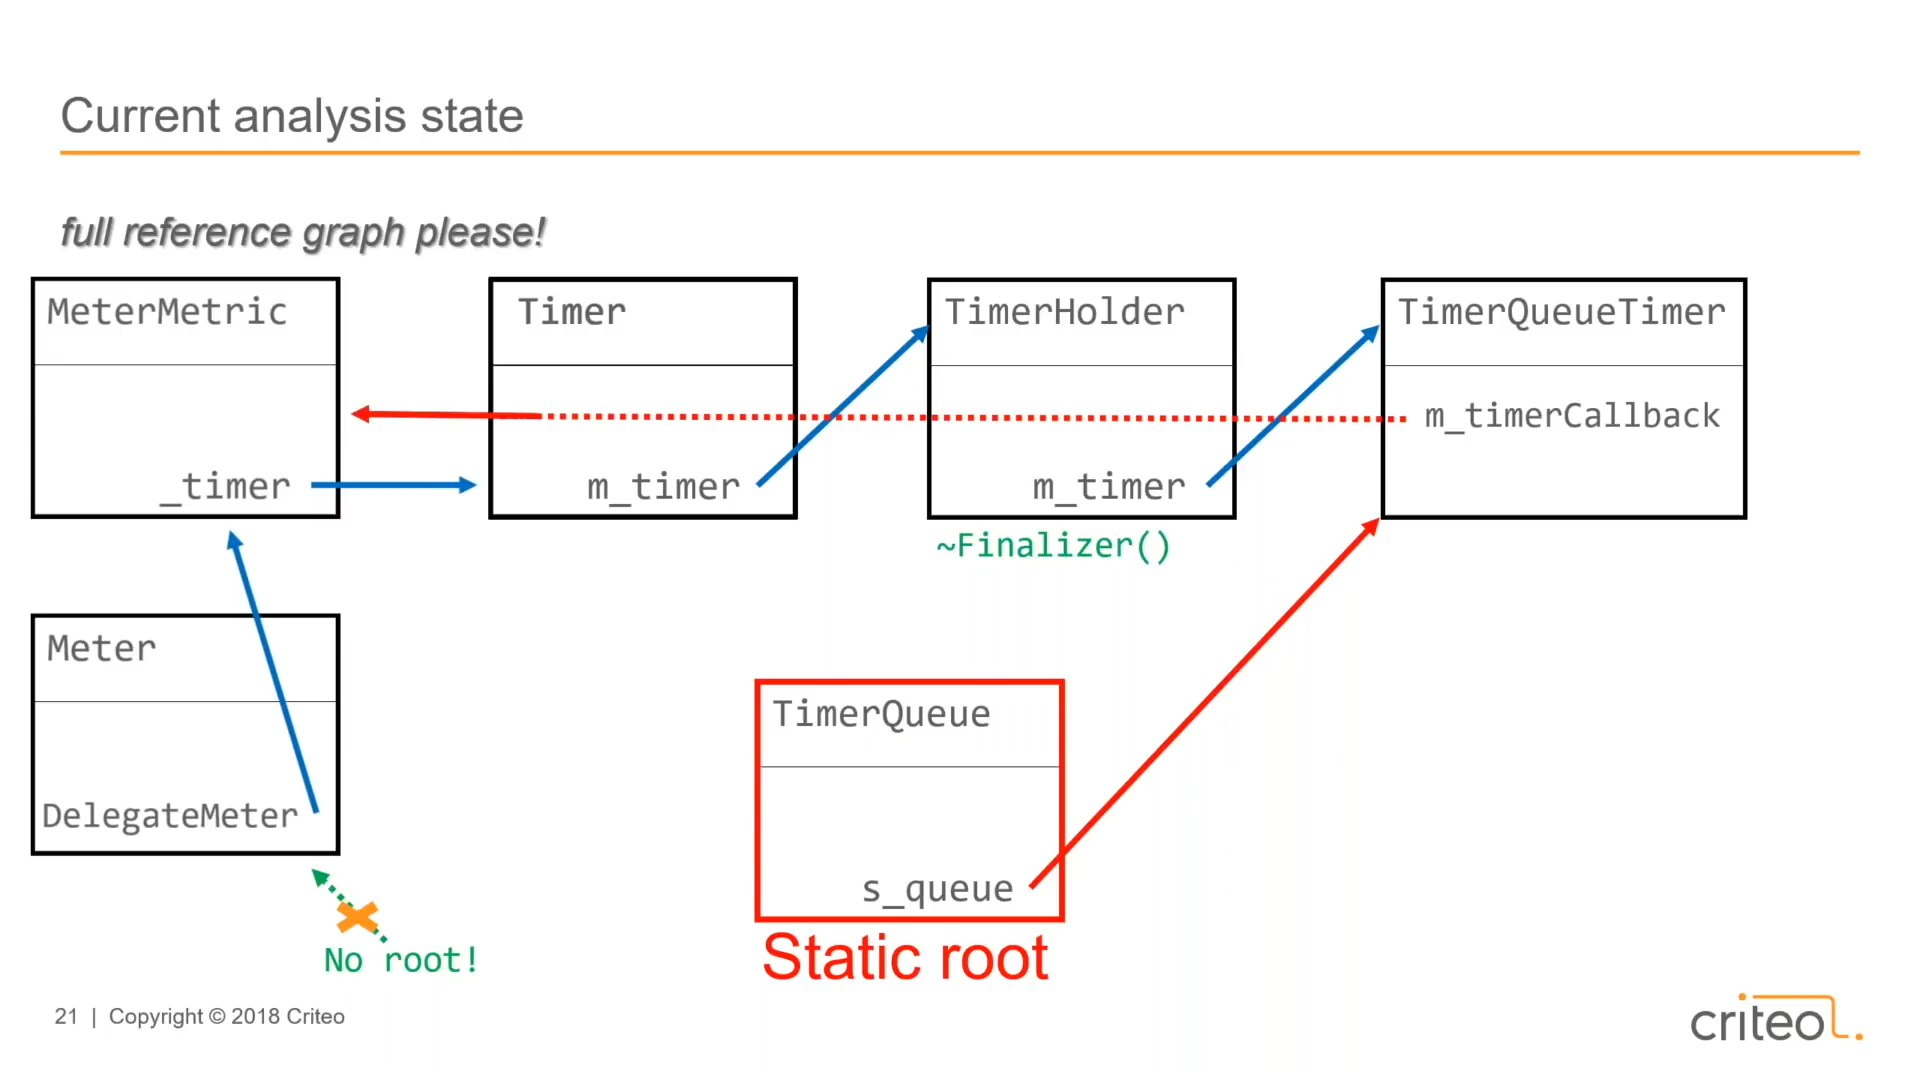 Current analysis state
full reference graph please!
MeterMetric
_timer
Timer
m_timer
TimerHolder
m_timer
~Finalizer()
TimerQueueTimer
m_timerCallback
Meter
DelegateMeter
No root!
TimerQueue
s_queue
Static root
21 | Copyright © 2018 Criteo
criteo